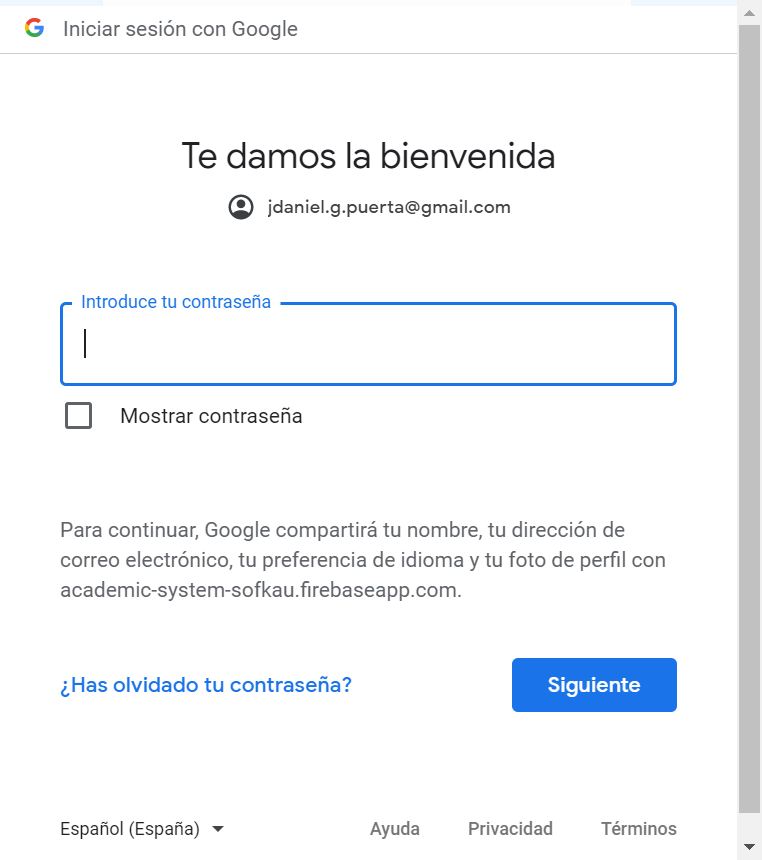 Iniciar sesión con Google
Te damos la bienvenida
jdaniel.g.puerta@gmail.com
Introduce tu contraseña
Mostrar contraseña
Para continuar, Google compartirá tu nombre, tu dirección de
correo electrónico, tu preferencia de idioma y tu foto de perfil con
academic-system-sofkau.firebaseapp.com.
¿Has olvidado tu contraseña? Siguiente
Español (España) Ayuda Privacidad Términos